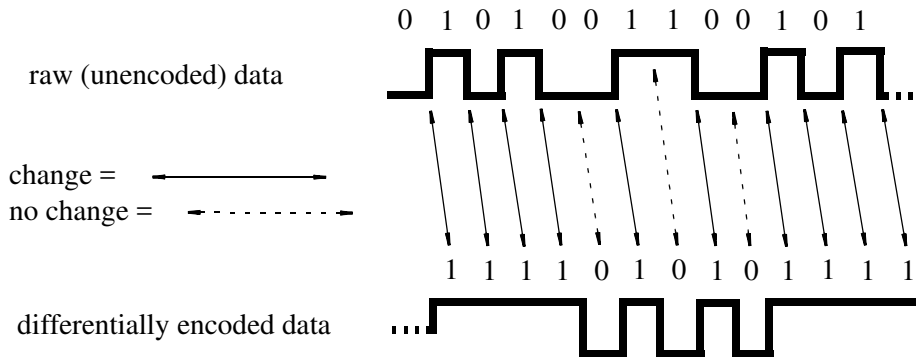 0 1 0 1 0 0 1 1 0 0 1 0 1
raw (unencoded) data
change =
no change =
1 1 1 1 0 1 0 1 0 1 1 1 1
differentially encoded data